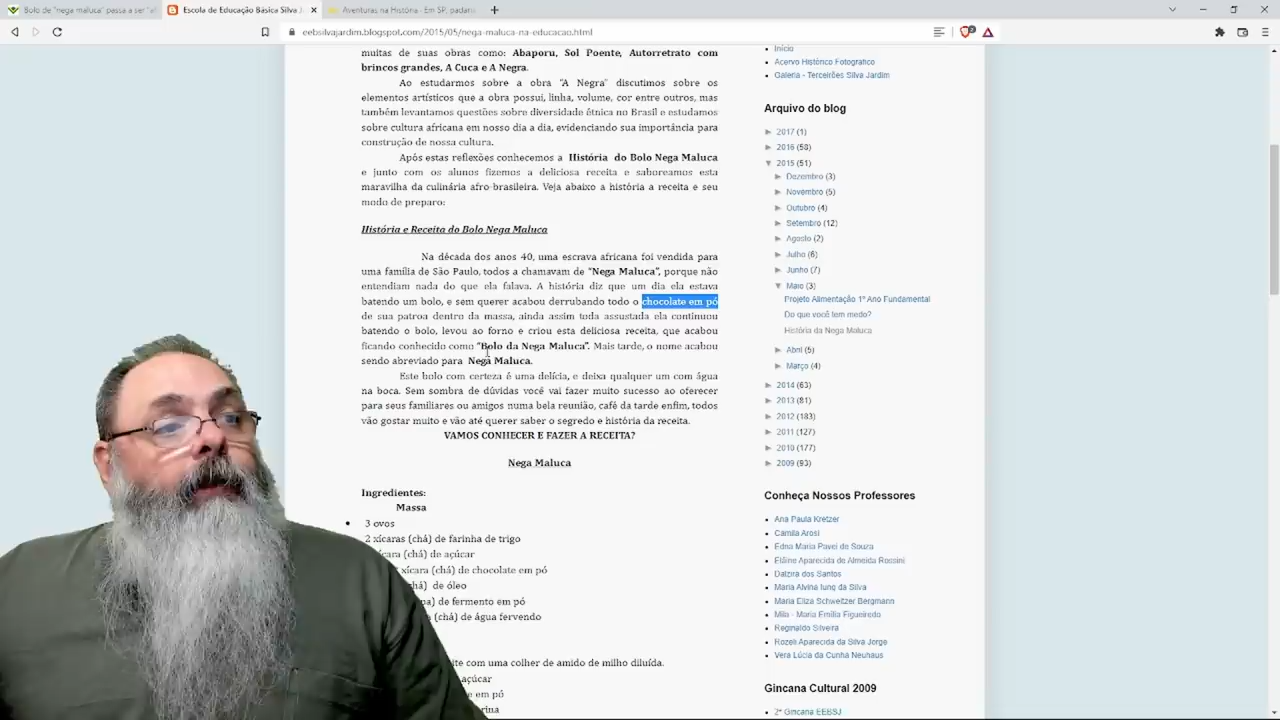 Bolo de "nega maluca" passa a ser "af
Escola de Educação Básica Silva J
Aventuras na História · Em SP, padari
eebsilvajardim.blogspot.com/2015/05/nega-maluca-na-educacao.html
muitas de suas obras como: Abaporu, Sol Poente, Autorretrato com
brincos grandes, A Cuca e A Negra.
Ao estudarmos sobre a obra "A Negra" discutimos sobre os
elementos artísticos que a obra possui, linha, volume, cor entre outros, mas
também levantamos questões sobre diversidade étnica no Brasil e estudamos
sobre cultura africana em nosso dia a dia, evidenciando sua importância para
construção de nossa cultura.
Após estas reflexões conhecemos a História do Bolo Nega Maluca
e junto com os alunos fizemos a deliciosa receita e saboreamos esta
maravilha da culinária afro-brasileira. Veja abaixo a história a receita e seu
modo de preparo:
História e Receita do Bolo Nega Maluca
Na década dos anos 40, uma escrava africana foi vendida para
uma família de São Paulo, todos a chamavam de "Nega Maluca", porque não
entendiam nada do que ela falava. A história diz que um dia ela estava
batendo um bolo, e sem querer acabou derrubando todo o chocolate em pó
de sua patroa dentro da massa, ainda assim toda assustada ela continuou
batendo o bolo, levou ao forno e criou esta deliciosa receita, que acabou
ficando conhecido como "Bolo da Nega Maluca". Mais tarde, o nome acabou
sendo abreviado para Nega Maluca.
Este bolo com certeza é uma delícia, e deixa qualquer um com água
na boca. Sem sombra de dúvidas você vai fazer muito sucesso ao oferecer
para seus familiares ou amigos numa bela reunião, café da tarde enfim, todos
vão gostar muito e vão até querer saber o segredo e história da receita.
VAMOS CONHECER E FAZER A RECEITA?
Nega Maluca
Ingredientes:
Massa
3 ovos
2 xícaras (chá) de farinha de trigo
xícara (chá) de açúcar
xícara (chá) de chocolate em pó
(chá) de óleo
de fermento em pó
(chá) de água fervendo
com uma colher de amido de milho diluída.
açúcar
e em pó
Início
Acervo Histórico Fotográfico
Galeria - Terceirões Silva Jardim
Arquivo do blog
► 2017 (1)
► 2016 (58)
▼ 2015 (51)
► Dezembro (3)
► Novembro (5)
► Outubro (4)
► Setembro (12)
► Agosto (2)
► Julho (6)
► Junho (7)
▼ Maio (3)
Projeto Alimentação 1º Ano Fundamental
Do que você tem medo?
História da Nega Maluca
► Abril (5)
► Março (4)
► 2014 (63)
► 2013 (81)
► 2012 (183)
► 2011 (127)
► 2010 (177)
► 2009 (93)
Conheça Nossos Professores
Ana Paula Kretzer
Camila Arosi
Edna Maria Pavei de Souza
Elâine Aparecida de Almeida Rossini
Dalzira dos Santos
Maria Alvina Iung da Silva
Maria Eliza Schweitzer Bergmann
Mila - Maria Emília Figueiredo
Reginaldo Silveira
Rozeli Aparecida da Silva Jorge
Vera Lúcia da Cunha Neuhaus
Gincana Cultural 2009
2ª Gincana EEBSJ